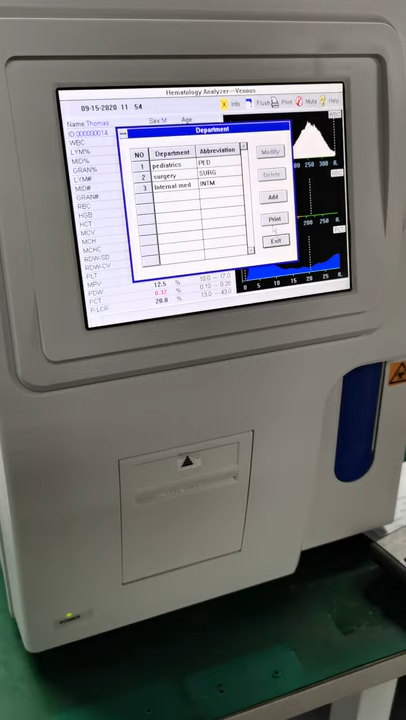 Hematology Analyzer--Venous
09-15-2020 11 54
Info Flush Print Mute Help
Name:Thomas Sex M Age
ID:000000014
WBC
LYM%
MID%
GRAN%
LYM#
MID#
GRAN#
RBC
HGB
HCT
MCV
MCH
MCHC
RDW-SD
RDW-CV
PLT
MPV 12.5 % 10.0 -- 17.0
PDW 0.32 % 0.10 -- 0.20
PCT 20.0 % 13.0 -- 43.0
P-LCR
Department
NO Department Abbreviation
1 pediatrics PED
2 surgery SURG
3 Internal med INTM
Modify
Delete
Add
Print
Exit
250 300 fL
200 fL
0 5 10 15 20 25 fL
POWER